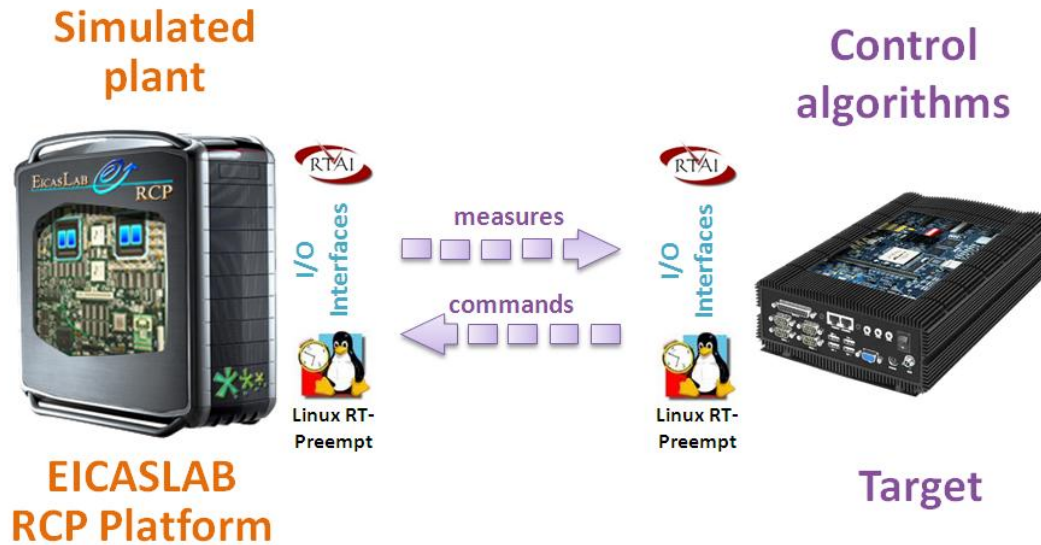 Simulated
plant
Control
algorithms
EICASLAB
RCP
RTAI
I/O
Interfaces
measures
commands
RTAI
I/O
Interfaces
Linux RT-
Preempt
Linux RT-
Preempt
EICASLAB
RCP Platform
Target